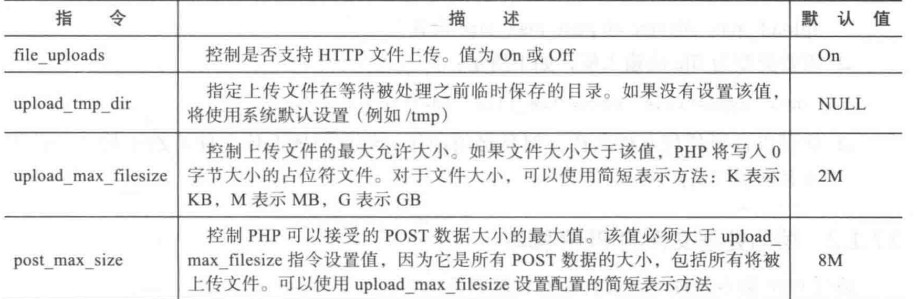 指 令 描 述 默 认 值
file_uploads 控制是否支持 HTTP 文件上传。值为 On 或 Off On
指定上传文件在等待被处理之前临时保存的目录。如果没有设置该值，
upload_tmp_dir NULL
将使用系统默认设置（例如 /tmp）
控制上传文件的最大允许大小。如果文件大小大于该值，PHP 将写入 0
upload_max_filesize 字节大小的占位符文件。对于文件大小，可以使用简短表示方法：K 表示 2M
KB，M 表示 MB，G 表示 GB
控制 PHP 可以接受的 POST 数据大小的最大值。该值必须大于 upload_
post_max_size max_filesize 指令设置值，因为它是所有 POST 数据的大小，包括所有将被 8M
上传文件。可以使用 upload_max_filesize 设置配置的简短表示方法